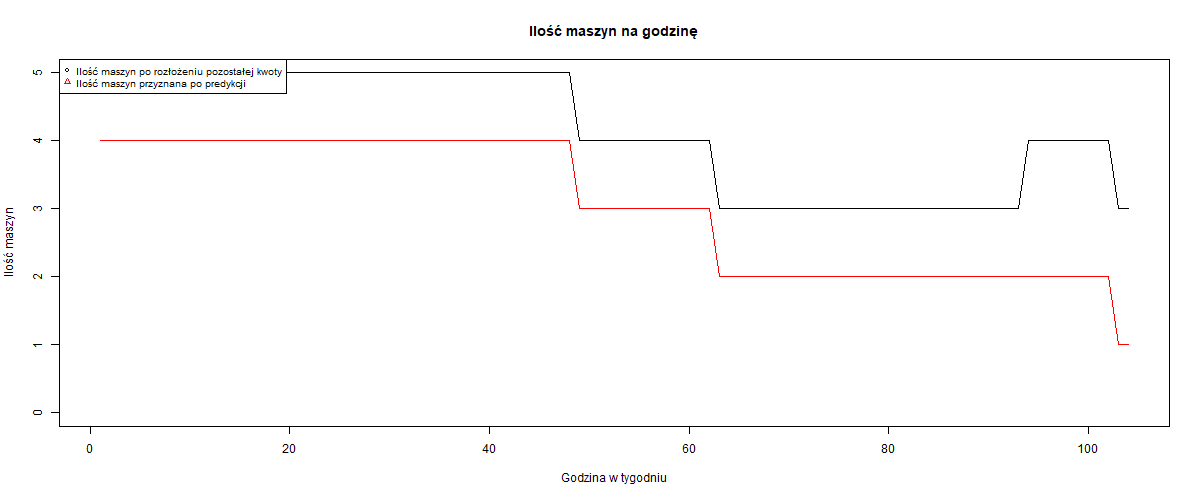 Ilość maszyn na godzinę
Ilość maszyn po rozłożeniu pozostałej kwoty
Ilość maszyn przyznana po predykcji
Ilość maszyn
5
4
3
2
1
0
0 20 40 60 80 100
Godzina w tygodniu